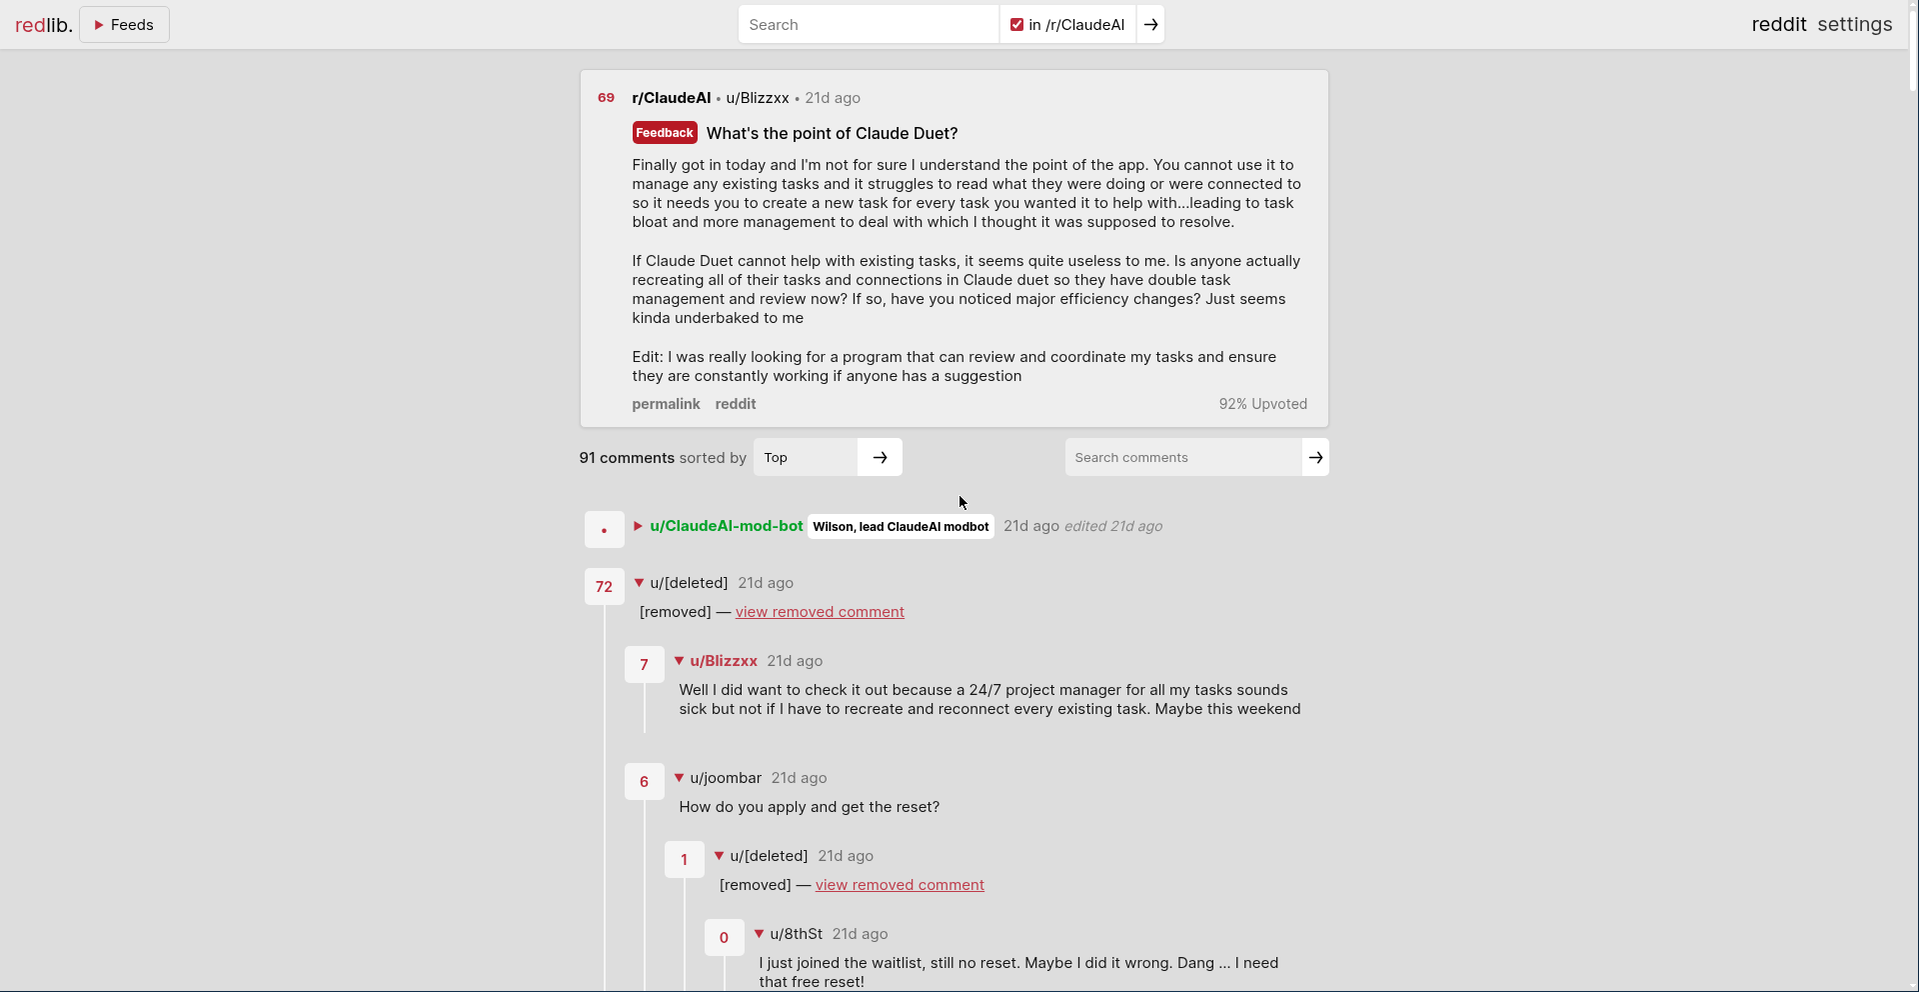 redlib.
Feeds
Search
in /r/ClaudeAI
→
reddit settings
69
r/ClaudeAI • u/Blizzxx • 21d ago
Feedback What's the point of Claude Duet?
Finally got in today and I'm not for sure I understand the point of the app. You cannot use it to
manage any existing tasks and it struggles to read what they were doing or were connected to
so it needs you to create a new task for every task you wanted it to help with...leading to task
bloat and more management to deal with which I thought it was supposed to resolve.
If Claude Duet cannot help with existing tasks, it seems quite useless to me. Is anyone actually
recreating all of their tasks and connections in Claude duet so they have double task
management and review now? If so, have you noticed major efficiency changes? Just seems
kinda underbaked to me
Edit: I was really looking for a program that can review and coordinate my tasks and ensure
they are constantly working if anyone has a suggestion
permalink reddit 92% Upvoted
91 comments sorted by Top → Search comments →
• u/ClaudeAI-mod-bot Wilson, lead ClaudeAI modbot 21d ago edited 21d ago
72 u/[deleted] 21d ago
[removed] — view removed comment
7 u/Blizzxx 21d ago
Well I did want to check it out because a 24/7 project manager for all my tasks sounds
sick but not if I have to recreate and reconnect every existing task. Maybe this weekend
6 u/joombar 21d ago
How do you apply and get the reset?
1 u/[deleted] 21d ago
[removed] — view removed comment
0 u/8thSt 21d ago
I just joined the waitlist, still no reset. Maybe I did it wrong. Dang ... I need
that free reset!